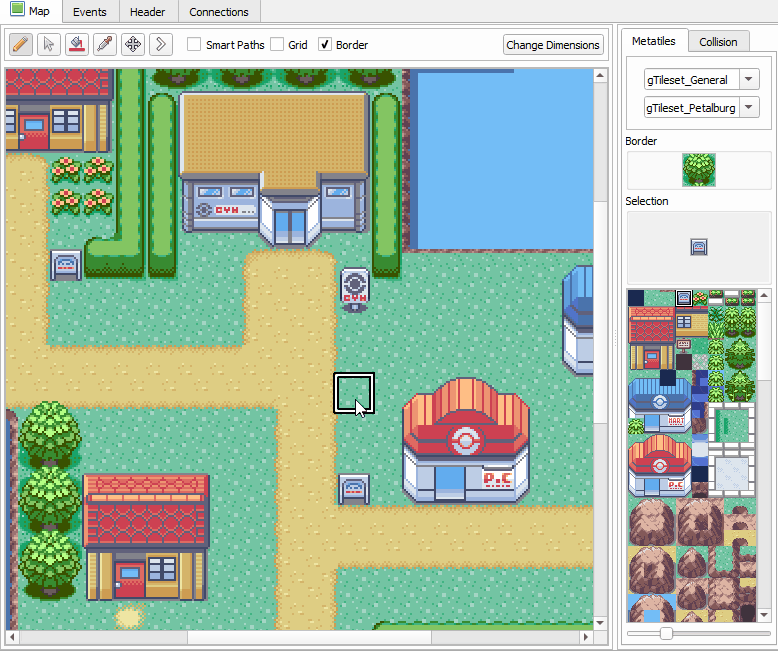 Map Events Header Connections
Smart Paths Grid Border Change Dimensions
Metatiles Collision
gTileset_General
gTileset_Petalburg
Border
Selection
GYM
GYM
P.C
MART
P.C